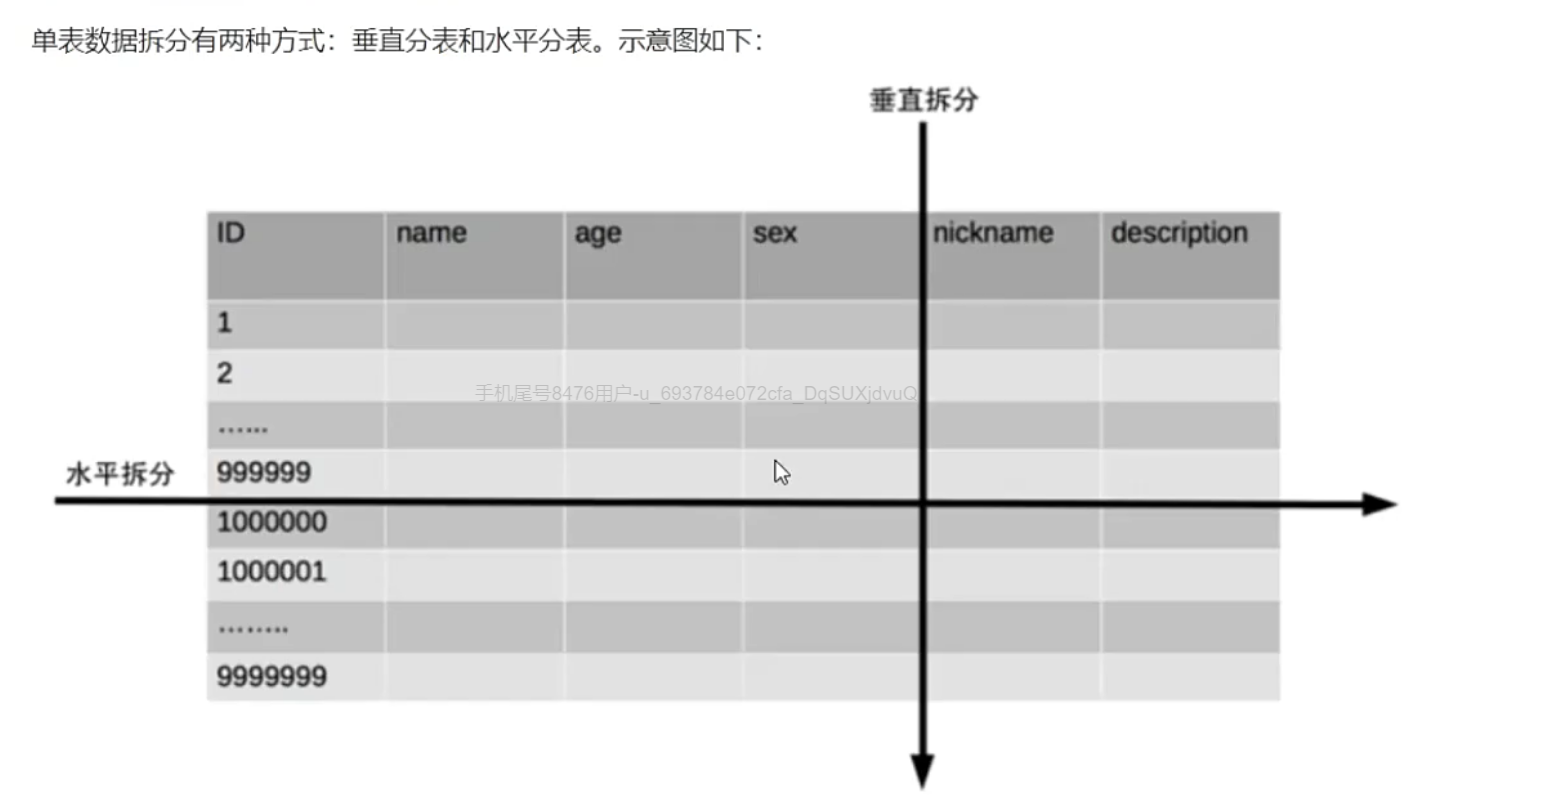 单表数据拆分有两种方式：垂直分表和水平分表。示意图如下：
垂直拆分
ID name age sex nickname description
1
2
手机尾号8476用户-u_693784e072cfa_DqSUXjdvuQ
……
水平拆分 999999
1000000
1000001
……..
9999999